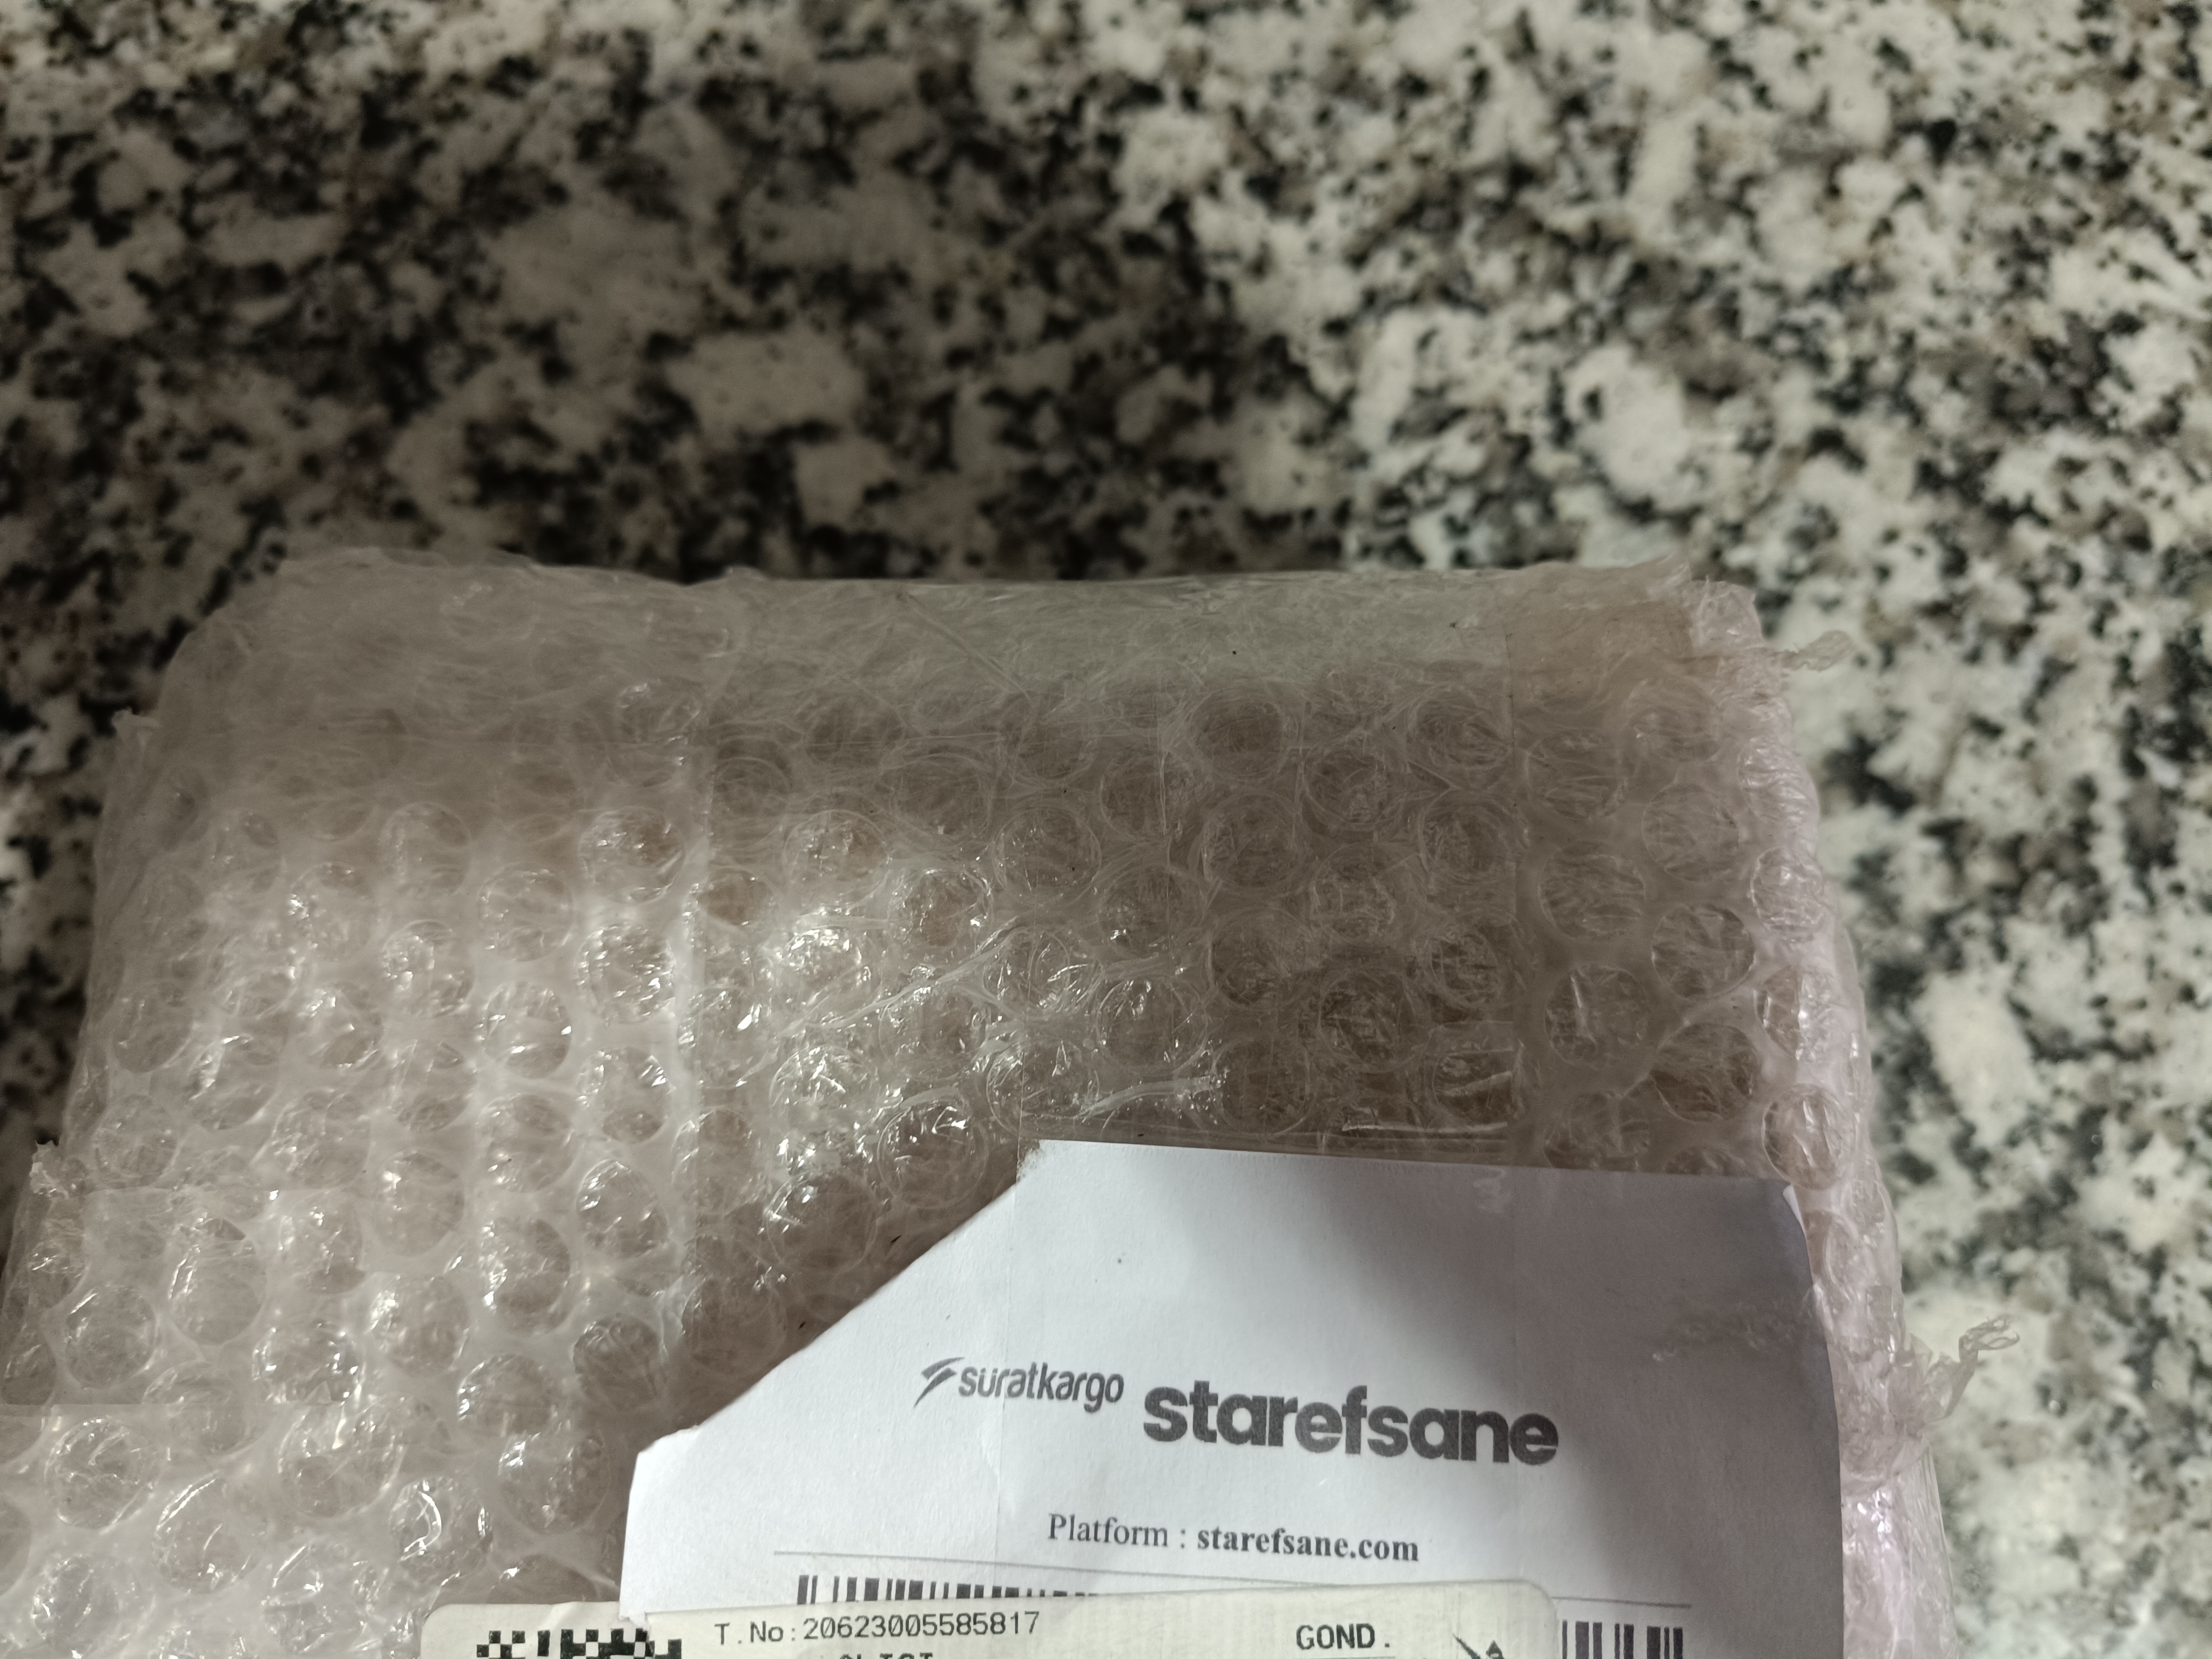 suratkargo starefsane
Platform : starefsane.com
T.No:20623005585817 GOND.